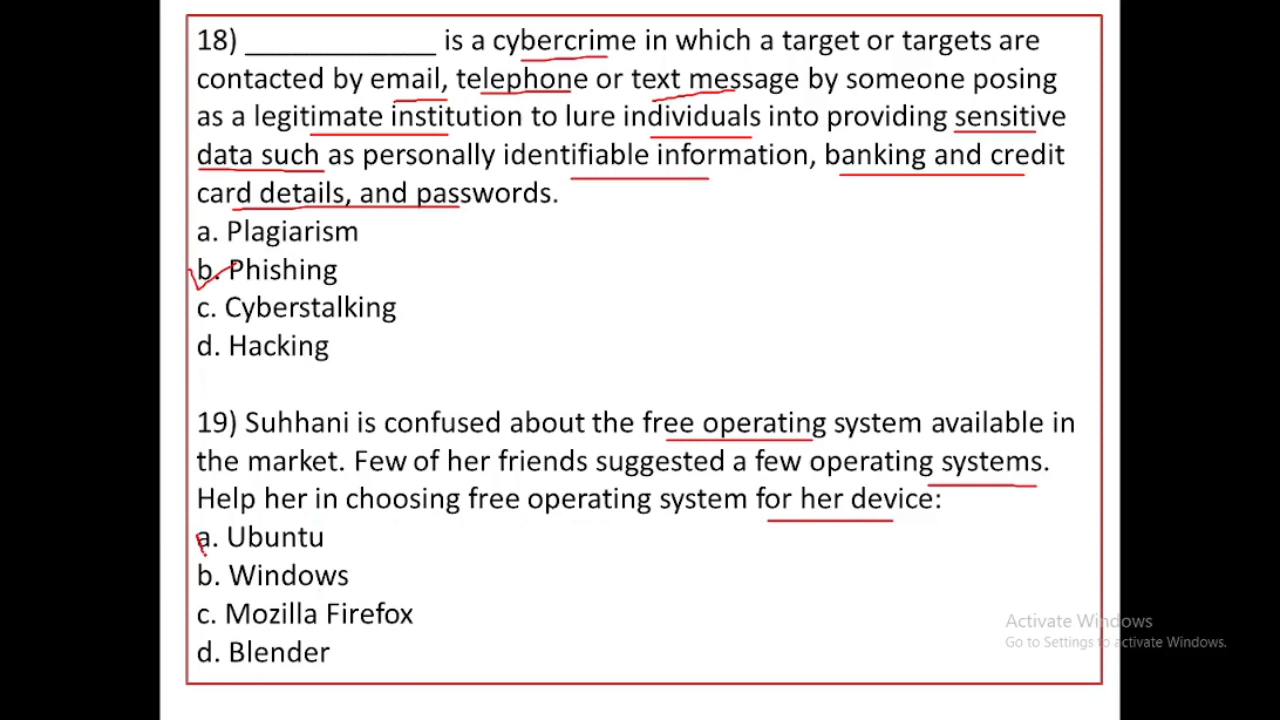 18) _____________ is a cybercrime in which a target or targets are
contacted by email, telephone or text message by someone posing
as a legitimate institution to lure individuals into providing sensitive
data such as personally identifiable information, banking and credit
card details, and passwords.
a. Plagiarism
b. Phishing
c. Cyberstalking
d. Hacking
19) Suhhani is confused about the free operating system available in
the market. Few of her friends suggested a few operating systems.
Help her in choosing free operating system for her device:
a. Ubuntu
b. Windows
c. Mozilla Firefox
d. Blender
Activate Windows
Go to Settings to activate Windows.